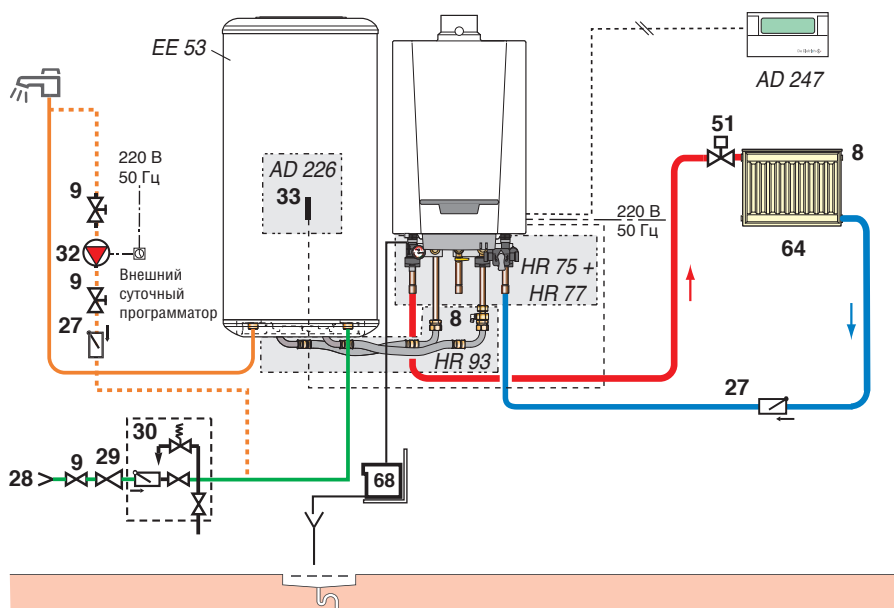 EE 53
AD 247
51
8
220 В
50 Гц
9
AD 226
33
220 В
50 Гц
64
32
HR 75 +
HR 77
Внешний
суточный
программатор
9
27
8
HR 93
27
30
28
9
29
68